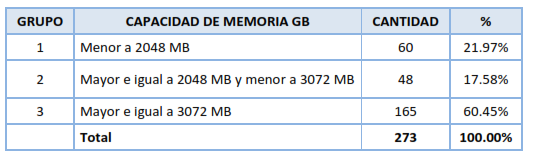 GRUPO CAPACIDAD DE MEMORIA GB CANTIDAD %
1 Menor a 2048 MB 60 21.97%
2 Mayor e igual a 2048 MB y menor a 3072 MB 48 17.58%
3 Mayor e igual a 3072 MB 165 60.45%
Total 273 100.00%